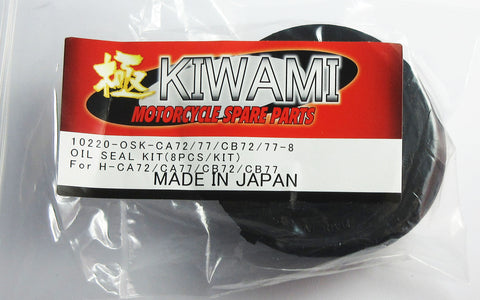 極 KIWAMI
MOTORCYCLE SPARE PARTS
10220-OSK-CA72/77/CB72/77-8
OIL SEAL KIT(8PCS/KIT)
For H-CA72/CA77/CB72/CB77
MADE IN JAPAN